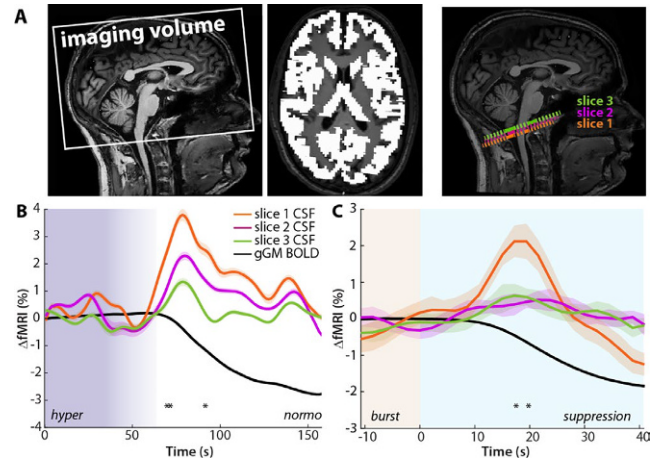 A
imaging volume
slice 3
slice 2
slice 1
B
slice 1 CSF
slice 2 CSF
slice 3 CSF
gGM BOLD
ΔfMRI (%)
4
3
2
1
0
-1
-2
-3
-4
hyper
** *
normo
0 50 100 150
Time (s)
C
ΔfMRI (%)
3
2
1
0
-1
-2
-3
burst
* *
suppression
-10 0 10 20 30 40
Time (s)